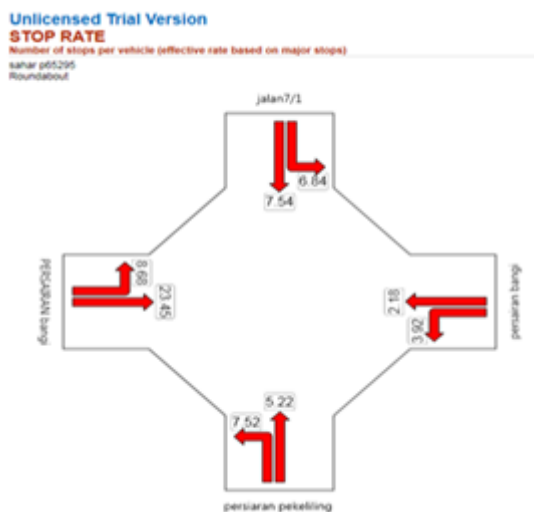 Unlicensed Trial Version
STOP RATE
Number of stops per vehicle (effective rate based on major stops)
sahar p65295
Roundabout
jalan7/1
6.84
7.54
PERSAIRAN bangi
8.68
23.45
2.18
3.92
persairan bangi
5.22
7.52
persiaran pekeliling